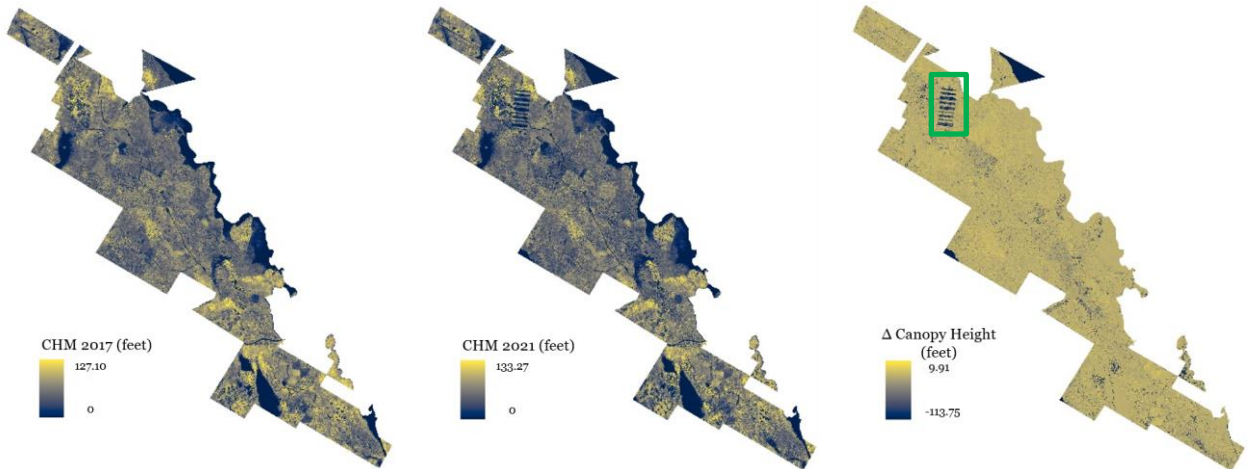 CHM 2017 (feet)
127.10
0
CHM 2021 (feet)
133.27
0
Δ Canopy Height
(feet)
9.91
-113.75